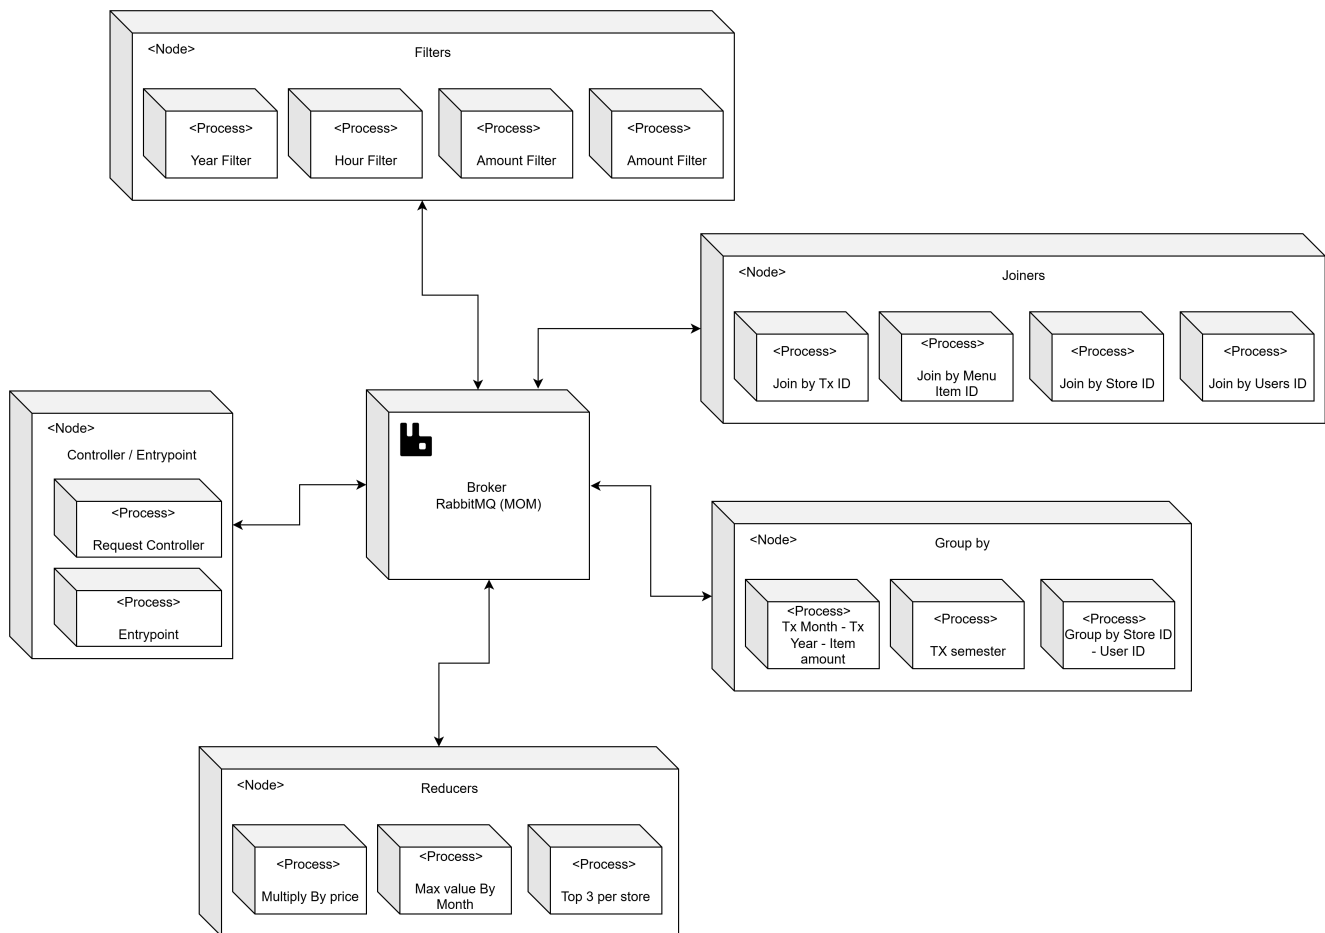 <Node>
Filters
<Process>
Year Filter
<Process>
Hour Filter
<Process>
Amount Filter
<Process>
Amount Filter
<Node>
Joiners
<Process>
Join by Tx ID
<Process>
Join by Menu
Item ID
<Process>
Join by Store ID
<Process>
Join by Users ID
<Node>
Controller / Entrypoint
<Process>
Request Controller
<Process>
Entrypoint
Broker
RabbitMQ (MOM)
<Node>
Group by
<Process>
Tx Month - Tx
Year - Item
amount
<Process>
TX semester
<Process>
Group by Store ID
- User ID
<Node>
Reducers
<Process>
Multiply By price
<Process>
Max value By
Month
<Process>
Top 3 per store